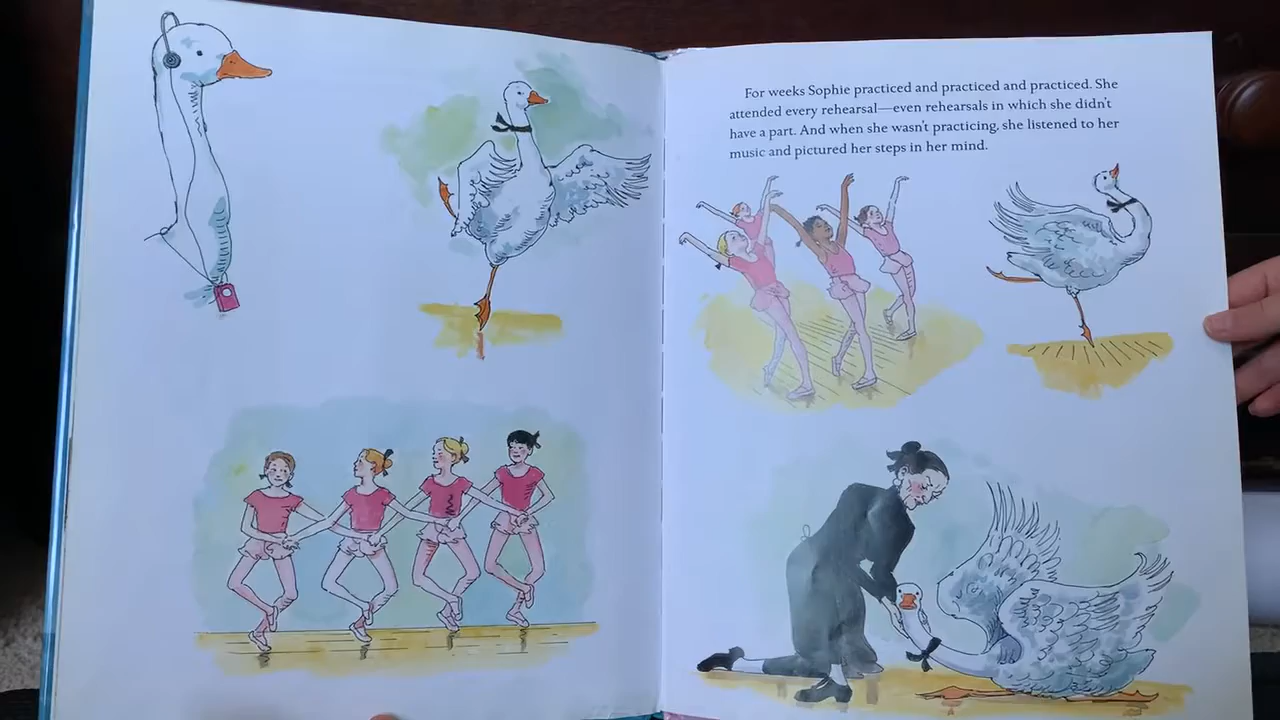 For weeks Sophie practiced and practiced and practiced. She
attended every rehearsal—even rehearsals in which she didn't
have a part. And when she wasn't practicing, she listened to her
music and pictured her steps in her mind.